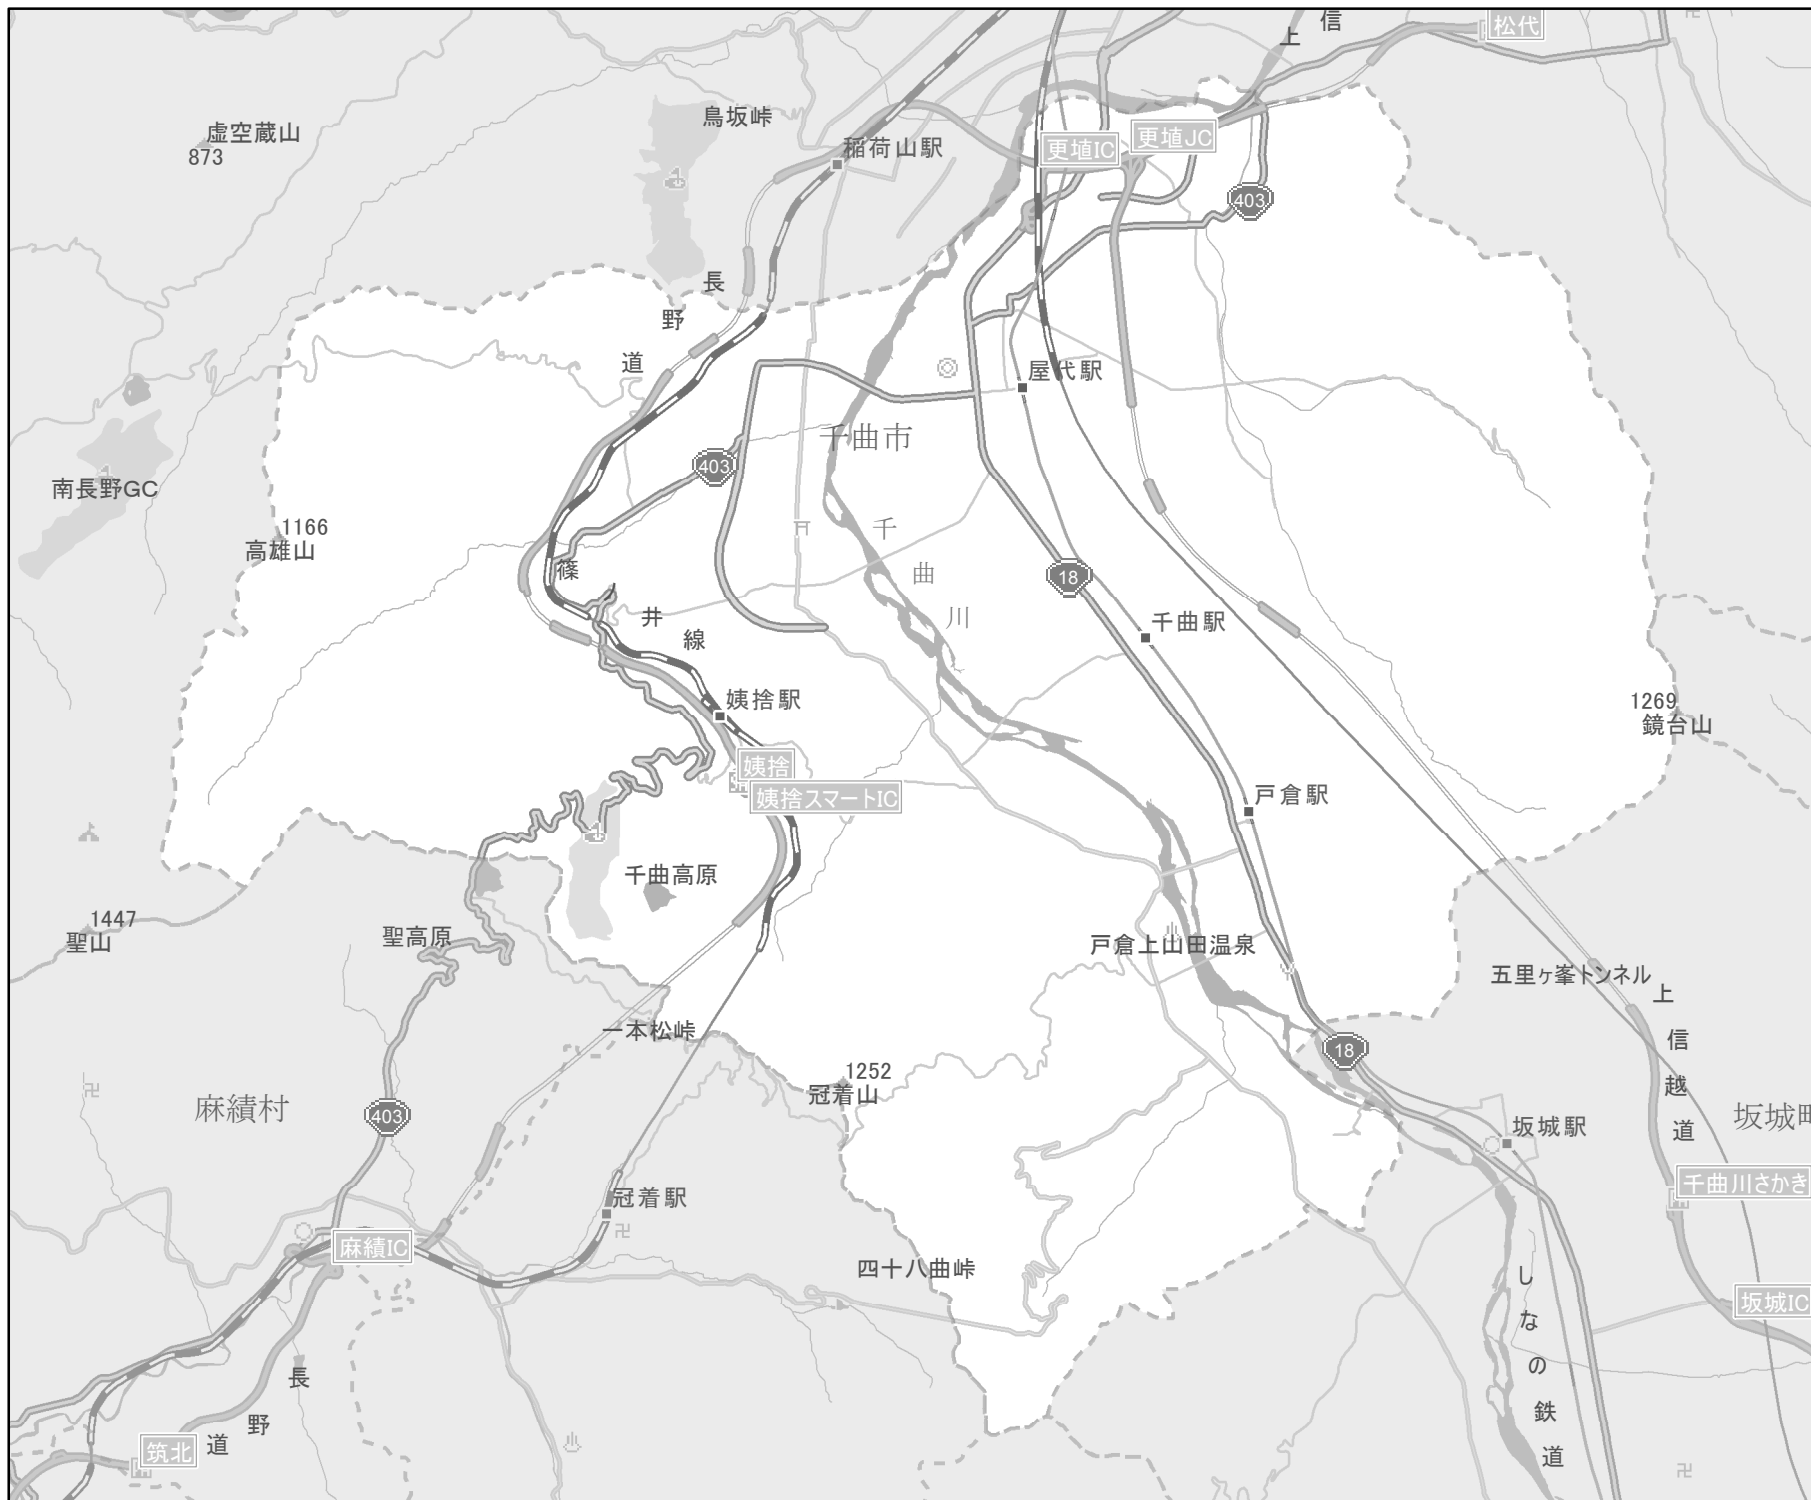 松代
上信
鳥坂峠
虚空蔵山
873
稲荷山駅
更埴IC
更埴JC
403
長野道
屋代駅
千曲市
403
南長野GC
1166
高雄山
千曲川
篠ノ井線
18
千曲駅
姨捨駅
1269
鏡台山
姨捨
姨捨スマートIC
戸倉駅
千曲高原
1447
聖山
聖高原
戸倉上山田温泉
五里ヶ峯トンネル
上信越道
一本松峠
18
1252
冠着山
麻績村
403
坂城町
坂城駅
千曲川さかき
冠着駅
麻績IC
四十八曲峠
坂城IC
しなの鉄道
長野道
筑北